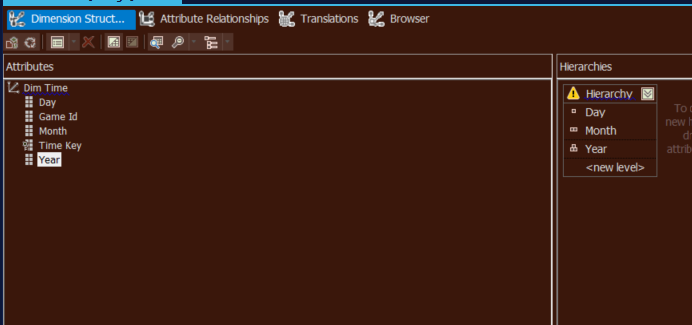 Dimension Struct... Attribute Relationships Translations Browser
Attributes
Dim Time
Day
Game Id
Month
Time Key
Year
Hierarchies
Hierarchy
Day
Month
Year
<new level>
To
new h
attrib